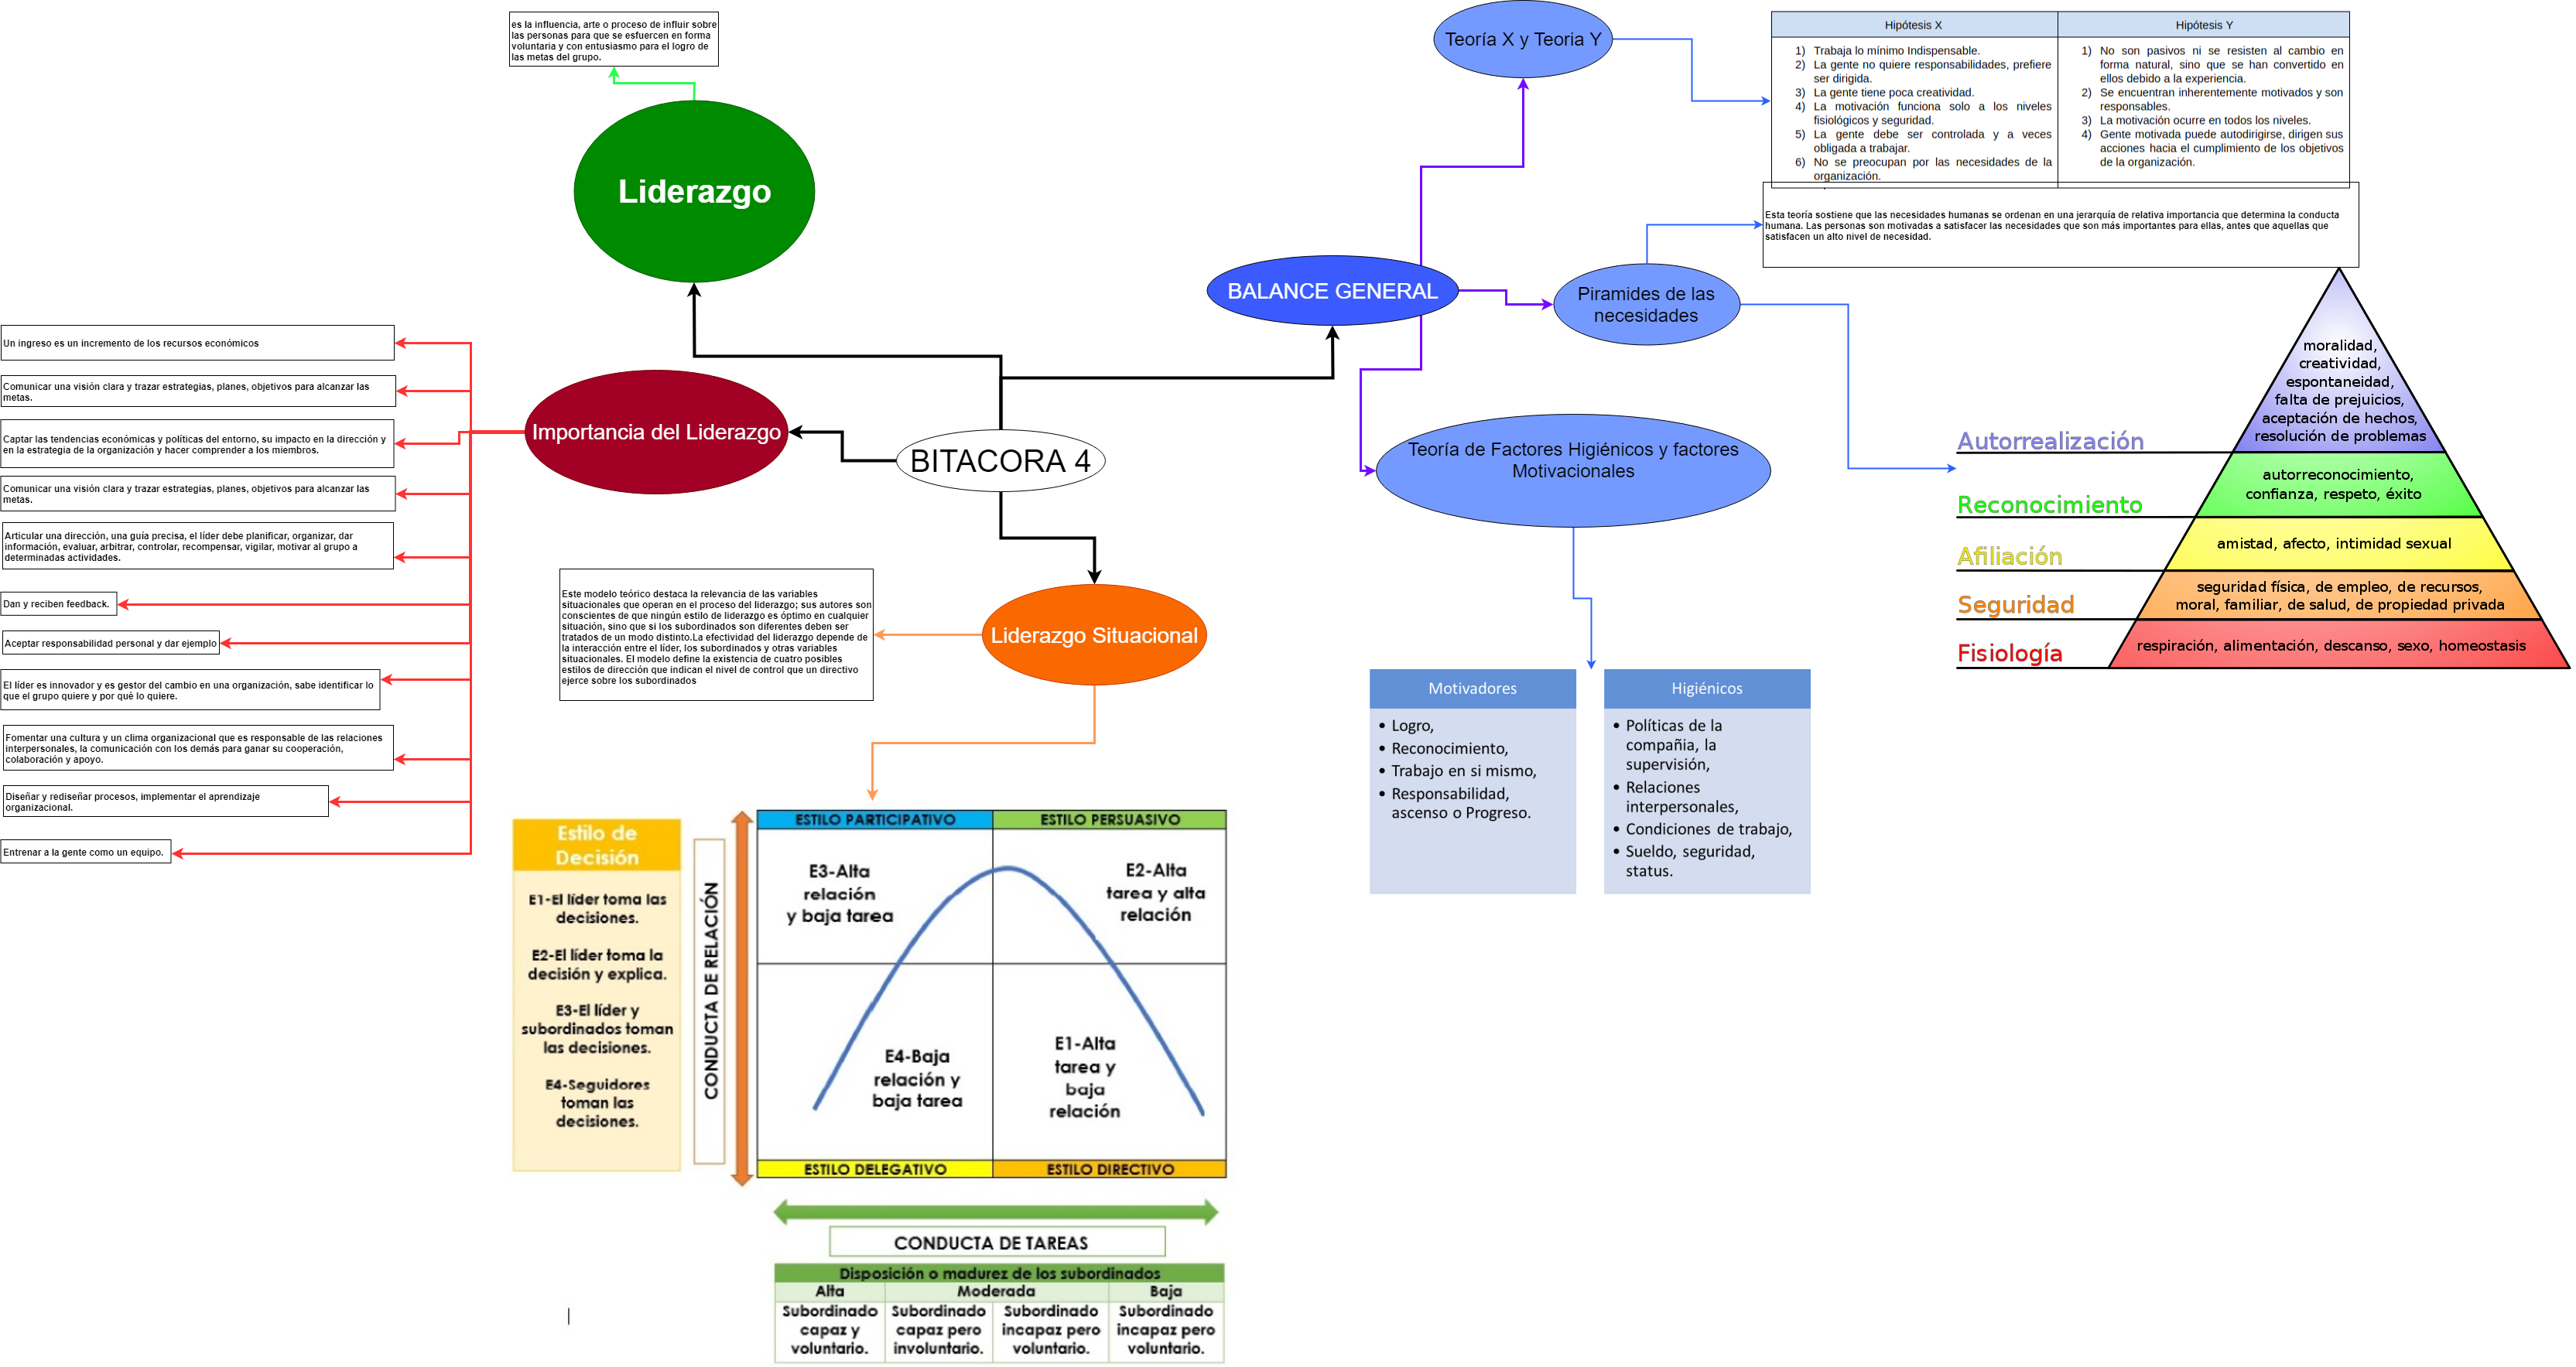 es la influencia, arte o proceso de influir sobre
las personas para que se esfuercen en forma
voluntaria y con entusiasmo para el logro de
las metas del grupo.
Liderazgo
Teoría X y Teoria Y
Hipótesis X
1) Trabaja lo mínimo Indispensable.
2) La gente no quiere responsabilidades, prefiere
ser dirigida.
3) La gente tiene poca creatividad.
4) La motivación funciona solo a los niveles
fisiológicos y seguridad.
5) La gente debe ser controlada y a veces
obligada a trabajar.
6) No se preocupan por las necesidades de la
organización.
Hipótesis Y
1) No son pasivos ni se resisten al cambio en
forma natural, sino que se han convertido en
ellos debido a la experiencia.
2) Se encuentran inherentemente motivados y son
responsables.
3) La motivación ocurre en todos los niveles.
4) Gente motivada puede autodirigirse, dirigen sus
acciones hacia el cumplimiento de los objetivos
de la organización.
Esta teoría sostiene que las necesidades humanas se ordenan en una jerarquía de relativa importancia que determina la conducta
humana. Las personas son motivadas a satisfacer las necesidades que son más importantes para ellas, antes que aquellas que
satisfacen un alto nivel de necesidad.
BALANCE GENERAL
Piramides de las
necesidades
Un ingreso es un incremento de los recursos económicos
Comunicar una visión clara y trazar estrategias, planes, objetivos para alcanzar las
metas.
Captar las tendencias económicas y políticas del entorno, su impacto en la dirección y
en la estrategia de la organización y hacer comprender a los miembros.
Comunicar una visión clara y trazar estrategias, planes, objetivos para alcanzar las
metas.
Articular una dirección, una guía precisa, el líder debe planificar, organizar, dar
información, evaluar, arbitrar, controlar, recompensar, vigilar, motivar al grupo a
determinadas actividades.
Dan y reciben feedback.
Aceptar responsabilidad personal y dar ejemplo
El líder es innovador y es gestor del cambio en una organización, sabe identificar lo
que el grupo quiere y por qué lo quiere.
Fomentar una cultura y un clima organizacional que es responsable de las relaciones
interpersonales, la comunicación con los demás para ganar su cooperación,
colaboración y apoyo.
Diseñar y rediseñar procesos, implementar el aprendizaje
organizacional.
Entrenar a la gente como un equipo.
Importancia del Liderazgo
BITACORA 4
Teoría de Factores Higiénicos y factores
Motivacionales
moralidad,
creatividad,
espontaneidad,
falta de prejuicios,
aceptación de hechos,
resolución de problemas
Autorrealización
autorreconocimiento,
confianza, respeto, éxito
Reconocimiento
amistad, afecto, intimidad sexual
Afiliación
seguridad física, de empleo, de recursos,
moral, familiar, de salud, de propiedad privada
Seguridad
respiración, alimentación, descanso, sexo, homeostasis
Fisiología
Este modelo teórico destaca la relevancia de las variables
situacionales que operan en el proceso del liderazgo; sus autores son
conscientes de que ningún estilo de liderazgo es óptimo en cualquier
situación, sino que si los subordinados son diferentes deben ser
tratados de un modo distinto.La efectividad del liderazgo depende de
la interacción entre el líder, los subordinados y otras variables
situacionales. El modelo define la existencia de cuatro posibles
estilos de dirección que indican el nivel de control que un directivo
ejerce sobre los subordinados
Liderazgo Situacional
Motivadores
• Logro,
• Reconocimiento,
• Trabajo en si mismo,
• Responsabilidad,
ascenso o Progreso.
Higiénicos
• Políticas de la
compañia, la
supervisión,
• Relaciones
interpersonales,
• Condiciones de trabajo,
• Sueldo, seguridad,
status.
Estilo de
Decisión
E1-El líder toma las
decisiones.
E2-El líder toma la
decisión y explica.
E3-El líder y
subordinados toman
las decisiones.
E4-Seguidores
toman las
decisiones.
CONDUCTA DE RELACIÓN
ESTILO PARTICIPATIVO
ESTILO PERSUASIVO
E3-Alta
relación
y baja tarea
E2-Alta
tarea y alta
relación
E4-Baja
relación y
baja tarea
E1-Alta
tarea y
baja
relación
ESTILO DELEGATIVO
ESTILO DIRECTIVO
CONDUCTA DE TAREAS
Disposición o madurez de los subordinados
Alta
Moderada
Baja
Subordinado
capaz y
voluntario.
Subordinado
capaz pero
involuntario.
Subordinado
incapaz pero
voluntario.
Subordinado
incapaz pero
voluntario.